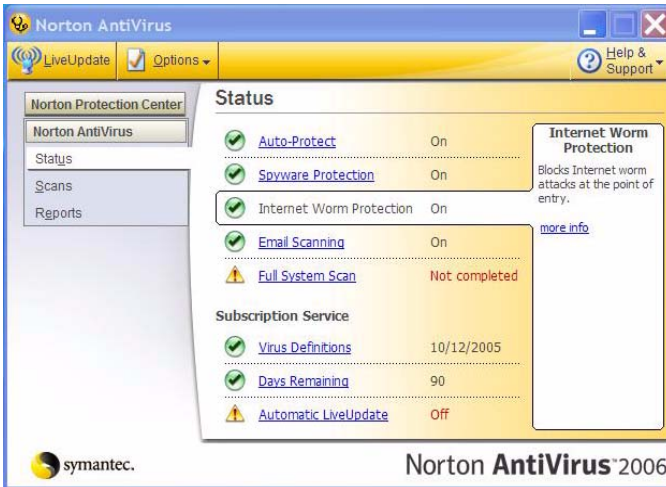 Norton AntiVirus
LiveUpdate Options Help & Support
Norton Protection Center
Norton AntiVirus
Status
Scans
Reports
Status
Auto-Protect On
Spyware Protection On
Internet Worm Protection On
Email Scanning On
Full System Scan Not completed
Subscription Service
Virus Definitions 10/12/2005
Days Remaining 90
Automatic LiveUpdate Off
Internet Worm
Protection
Blocks Internet worm
attacks at the point of
entry.
more info
symantec.
Norton AntiVirus 2006